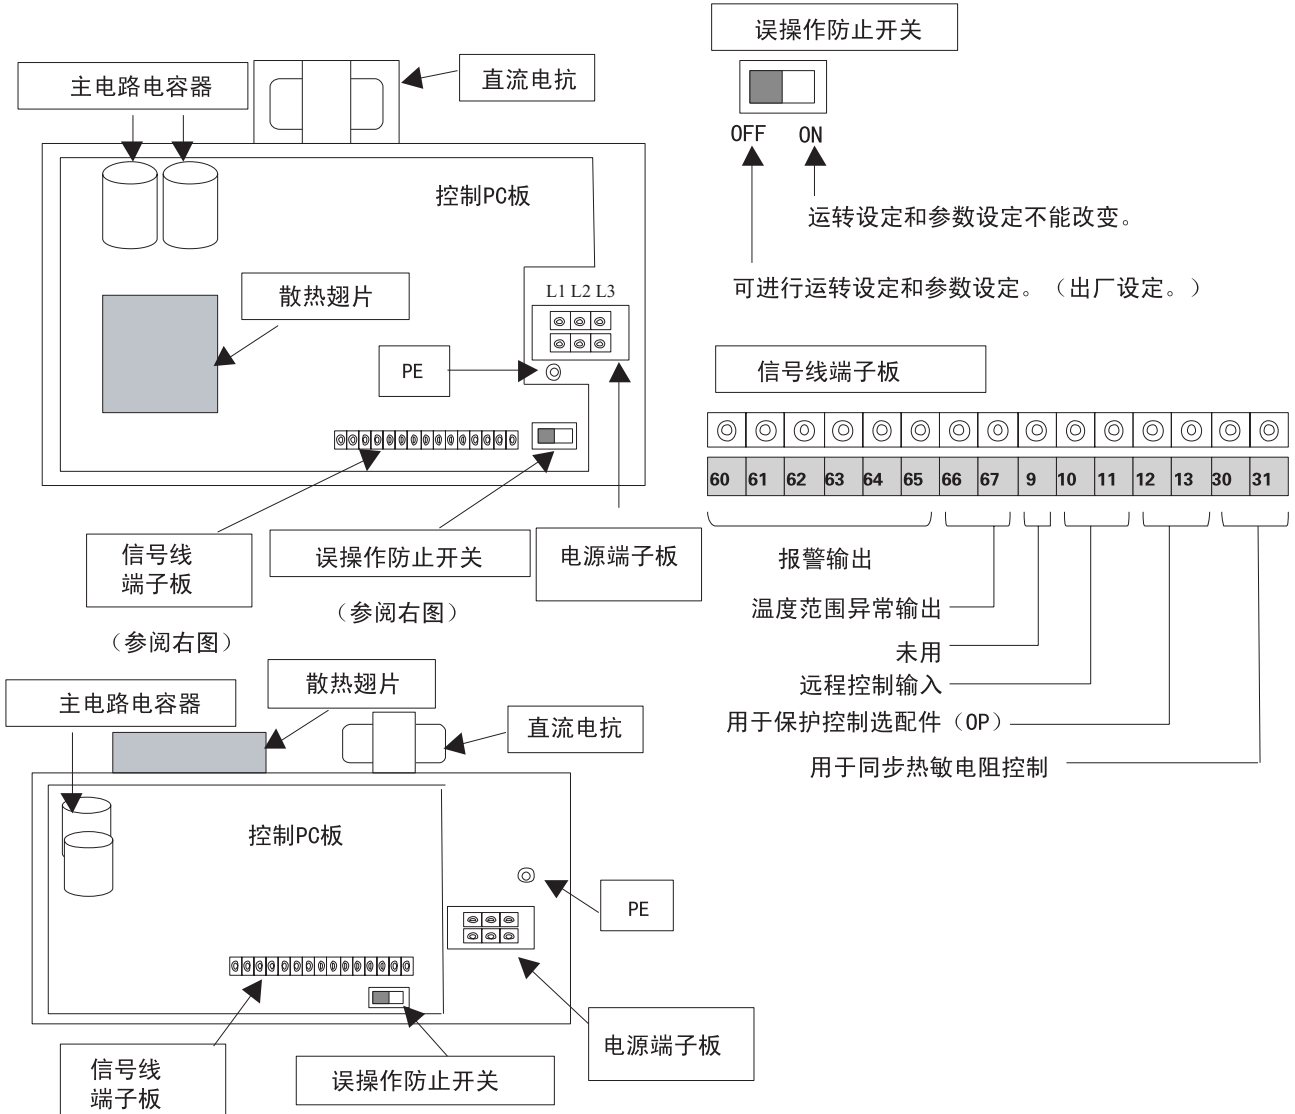 主电路电容器
直流电抗
控制PC板
散热翅片
L1 L2 L3
PE
信号线
端子板
（参阅右图）
误操作防止开关
（参阅右图）
电源端子板
误操作防止开关
OFF ON
运转设定和参数设定不能改变。
可进行运转设定和参数设定。（出厂设定。）
信号线端子板
60 61 62 63 64 65 66 67 9 10 11 12 13 30 31
报警输出
温度范围异常输出
未用
远程控制输入
用于保护控制选配件（OP）
用于同步热敏电阻控制
主电路电容器
散热翅片
直流电抗
控制PC板
PE
电源端子板
信号线
端子板
误操作防止开关